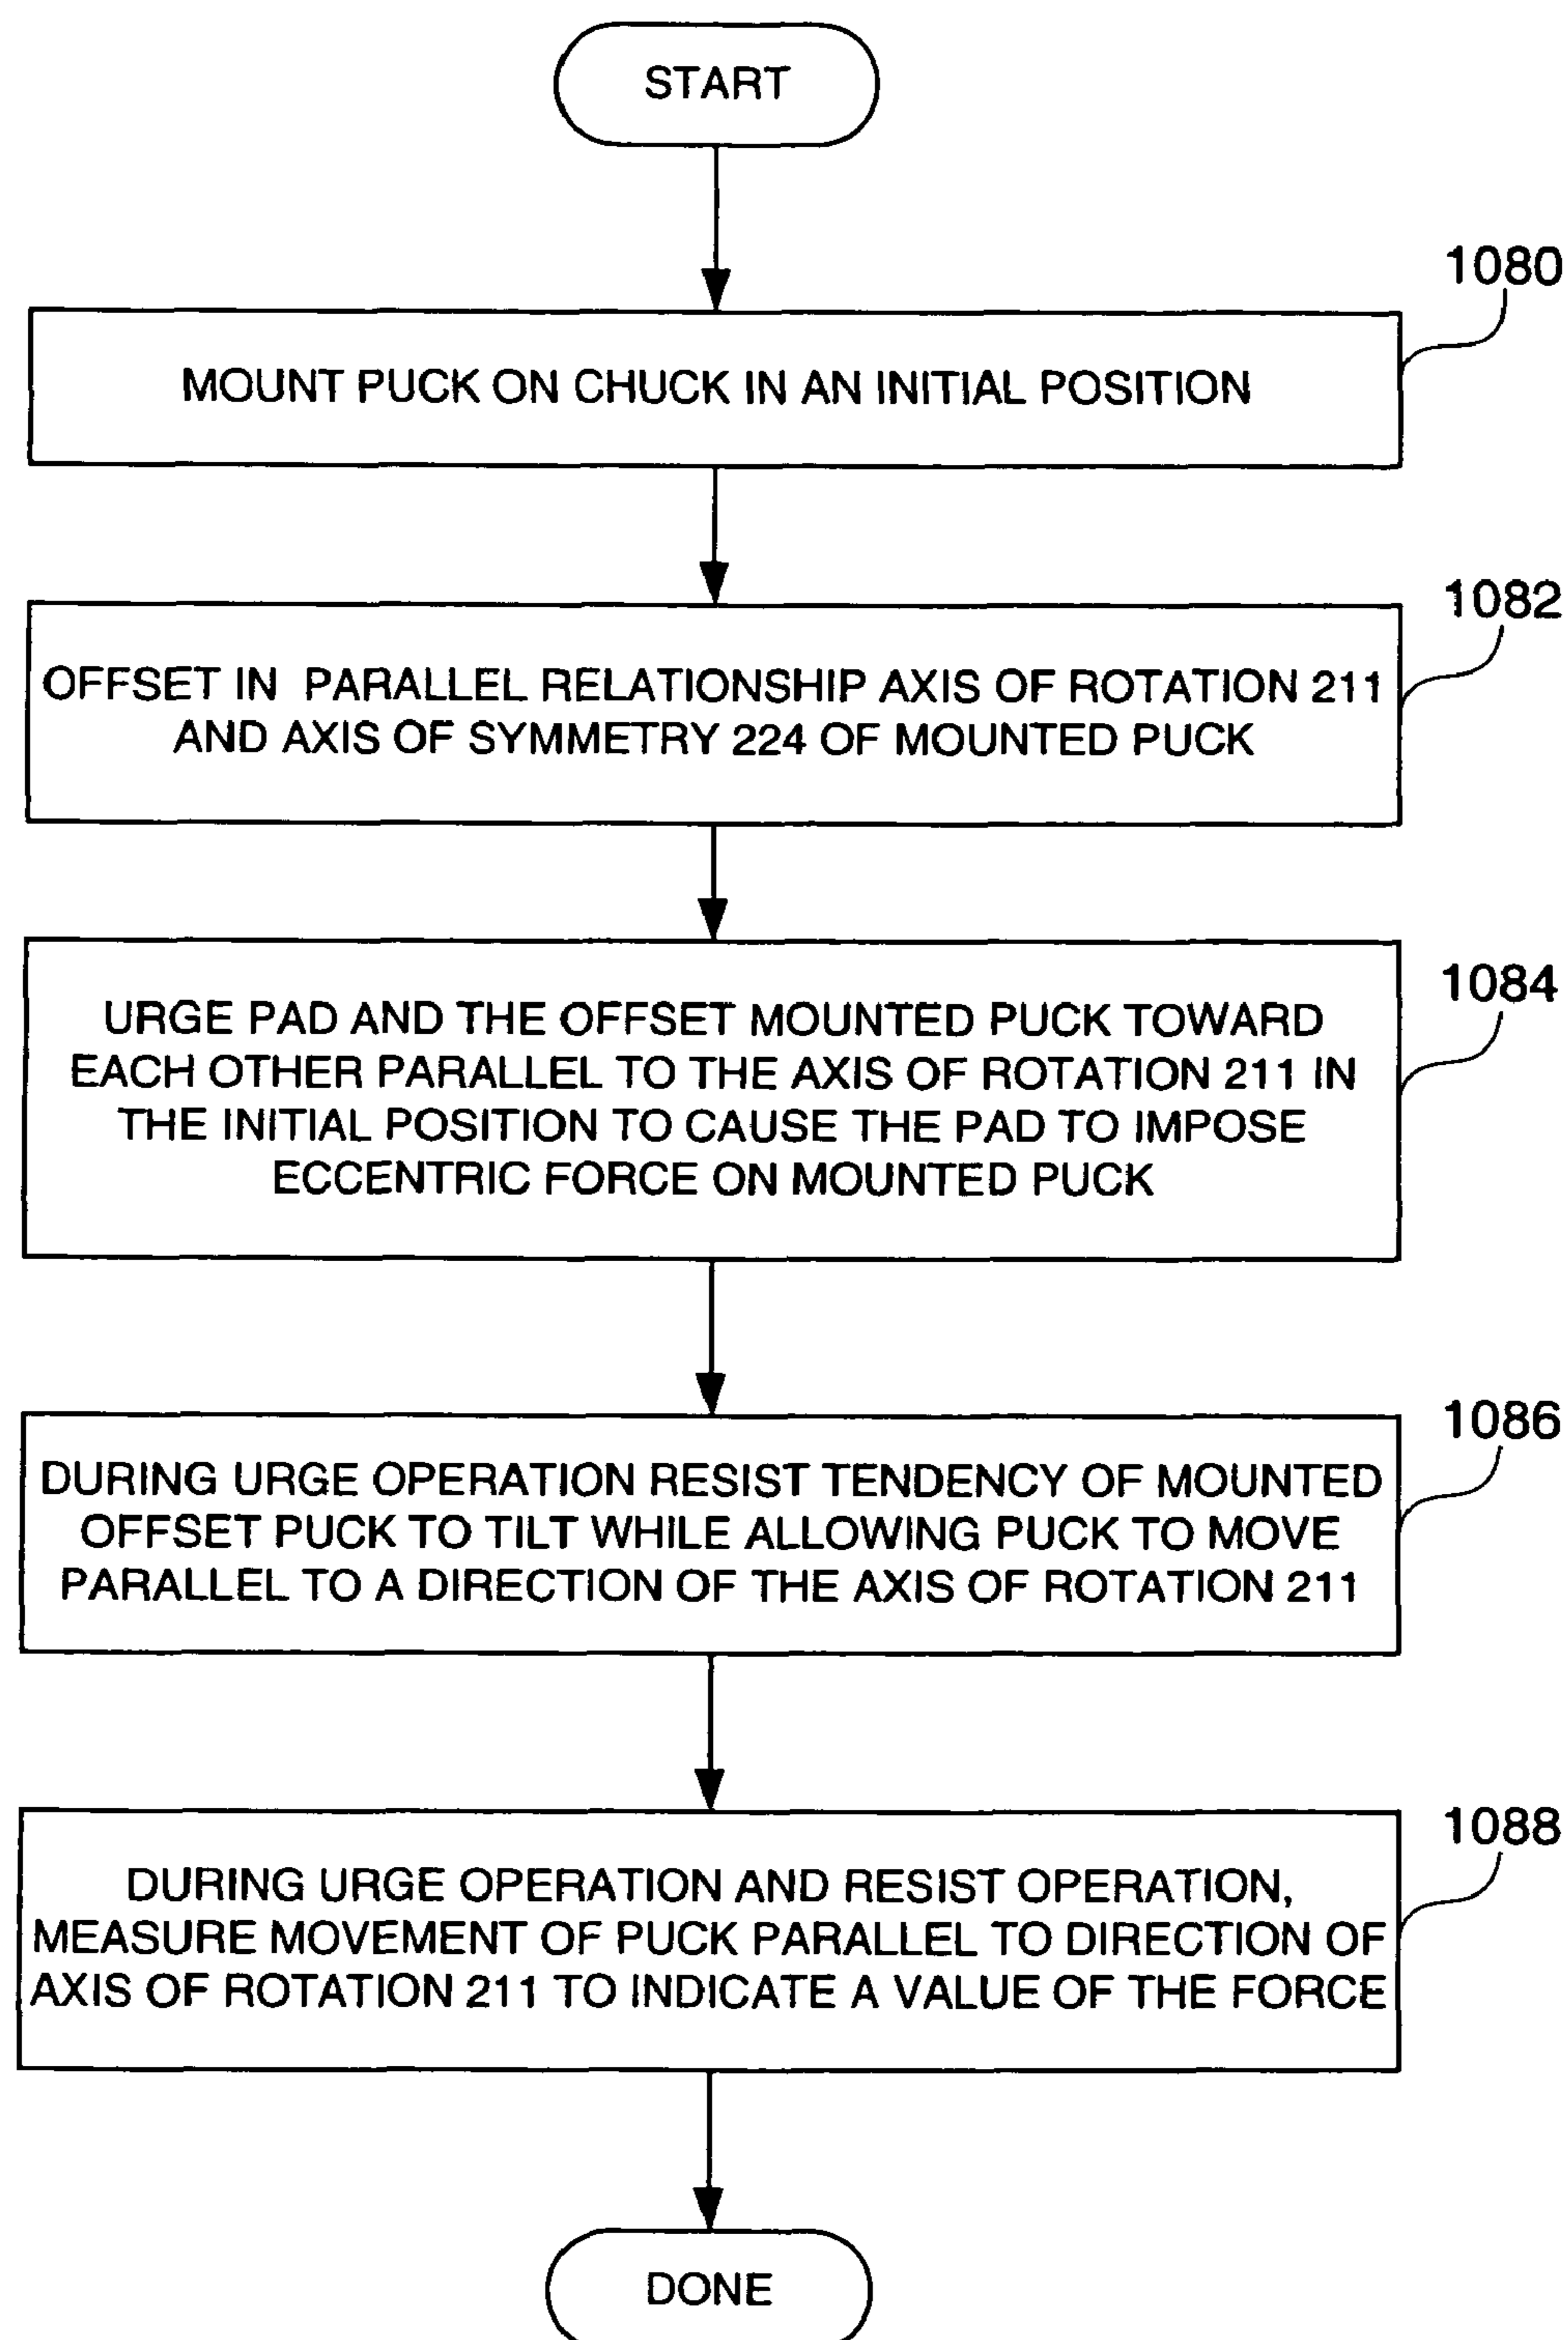 START
1080
MOUNT PUCK ON CHUCK IN AN INITIAL POSITION
1082
OFFSET IN PARALLEL RELATIONSHIP AXIS OF ROTATION 211
AND AXIS OF SYMMETRY 224 OF MOUNTED PUCK
1084
URGE PAD AND THE OFFSET MOUNTED PUCK TOWARD
EACH OTHER PARALLEL TO THE AXIS OF ROTATION 211 IN
THE INITIAL POSITION TO CAUSE THE PAD TO IMPOSE
ECCENTRIC FORCE ON MOUNTED PUCK
1086
DURING URGE OPERATION RESIST TENDENCY OF MOUNTED
OFFSET PUCK TO TILT WHILE ALLOWING PUCK TO MOVE
PARALLEL TO A DIRECTION OF THE AXIS OF ROTATION 211
1088
DURING URGE OPERATION AND RESIST OPERATION,
MEASURE MOVEMENT OF PUCK PARALLEL TO DIRECTION OF
AXIS OF ROTATION 211 TO INDICATE A VALUE OF THE FORCE
DONE